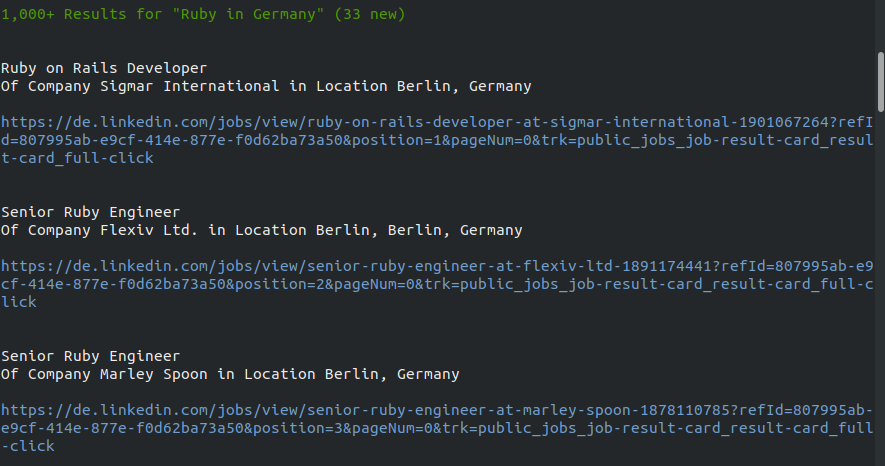 1,000+ Results for "Ruby in Germany" (33 new)
Ruby on Rails Developer
Of Company Sigmar International in Location Berlin, Germany
https://de.linkedin.com/jobs/view/ruby-on-rails-developer-at-sigmar-international-1901067264?refI
d=807995ab-e9cf-414e-877e-f0d62ba73a50&position=1&pageNum=0&trk=public_jobs_job-result-card_resul
t-card_full-click
Senior Ruby Engineer
Of Company Flexiv Ltd. in Location Berlin, Berlin, Germany
https://de.linkedin.com/jobs/view/senior-ruby-engineer-at-flexiv-ltd-1891174441?refId=807995ab-e9
cf-414e-877e-f0d62ba73a50&position=2&pageNum=0&trk=public_jobs_job-result-card_result-card_full-c
lick
Senior Ruby Engineer
Of Company Marley Spoon in Location Berlin, Germany
https://de.linkedin.com/jobs/view/senior-ruby-engineer-at-marley-spoon-1878110785?refId=807995ab-
e9cf-414e-877e-f0d62ba73a50&position=3&pageNum=0&trk=public_jobs_job-result-card_result-card_full
-click